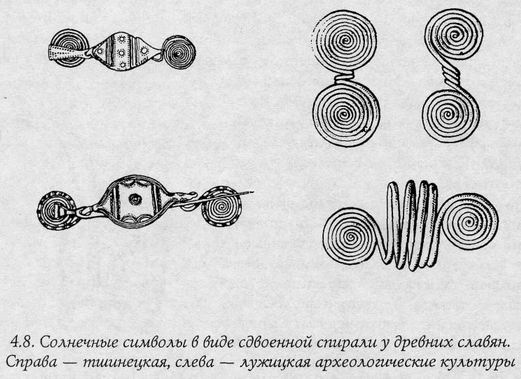 4.8. Солнечные символы в виде сдвоенной спирали у древних славян.
Справа — тшинецкая, слева — лужицкая археологические культуры